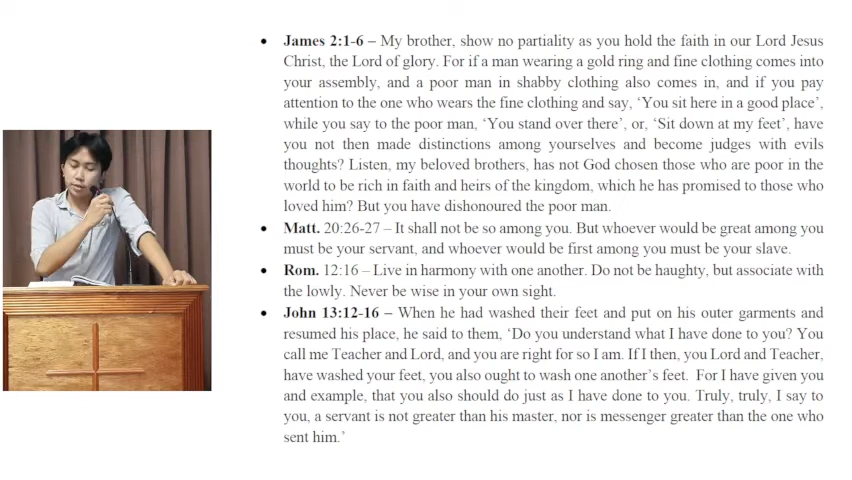 • James 2:1-6 – My brother, show no partiality as you hold the faith in our Lord Jesus
Christ, the Lord of glory. For if a man wearing a gold ring and fine clothing comes into
your assembly, and a poor man in shabby clothing also comes in, and if you pay
attention to the one who wears the fine clothing and say, ‘You sit here in a good place’,
while you say to the poor man, ‘You stand over there’, or, ‘Sit down at my feet’, have
you not then made distinctions among yourselves and become judges with evils
thoughts? Listen, my beloved brothers, has not God chosen those who are poor in the
world to be rich in faith and heirs of the kingdom, which he has promised to those who
loved him? But you have dishonoured the poor man.
• Matt. 20:26-27 – It shall not be so among you. But whoever would be great among you
must be your servant, and whoever would be first among you must be your slave.
• Rom. 12:16 – Live in harmony with one another. Do not be haughty, but associate with
the lowly. Never be wise in your own sight.
• John 13:12-16 – When he had washed their feet and put on his outer garments and
resumed his place, he said to them, ‘Do you understand what I have done to you? You
call me Teacher and Lord, and you are right for so I am. If I then, you Lord and Teacher,
have washed your feet, you also ought to wash one another’s feet. For I have given you
and example, that you also should do just as I have done to you. Truly, truly, I say to
you, a servant is not greater than his master, nor is messenger greater than the one who
sent him.’